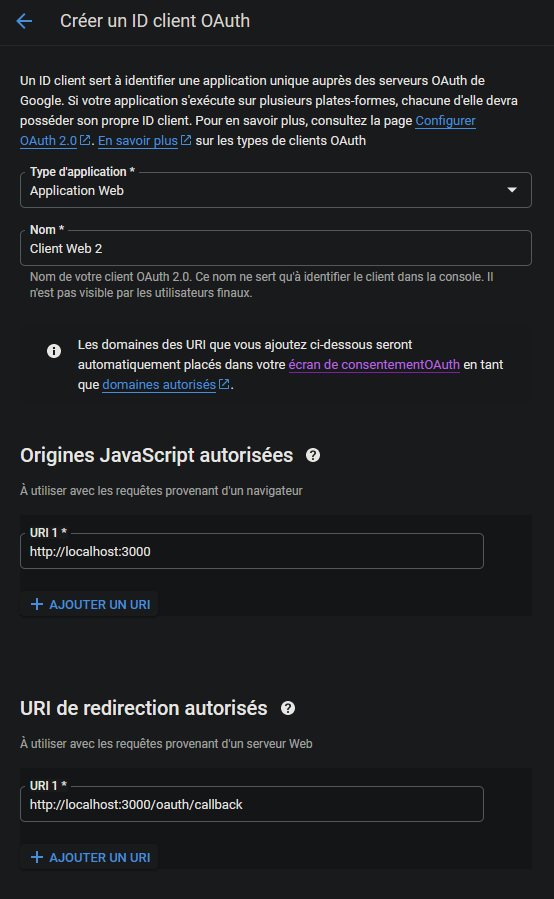 Créer un ID client OAuth
Un ID client sert à identifier une application unique auprès des serveurs OAuth de
Google. Si votre application s'exécute sur plusieurs plates-formes, chacune d'elle devra
posséder son propre ID client. Pour en savoir plus, consultez la page Configurer
OAuth 2.0. En savoir plus sur les types de clients OAuth
Type d'application *
Application Web
Nom *
Client Web 2
Nom de votre client OAuth 2.0. Ce nom ne sert qu'à identifier le client dans la console. Il
n'est pas visible par les utilisateurs finaux.
Les domaines des URI que vous ajoutez ci-dessous seront
automatiquement placés dans votre écran de consentementOAuth en tant
que domaines autorisés.
Origines JavaScript autorisées
À utiliser avec les requêtes provenant d'un navigateur
URI 1 *
http://localhost:3000
AJOUTER UN URI
URI de redirection autorisés
À utiliser avec les requêtes provenant d'un serveur Web
URI 1 *
http://localhost:3000/oauth/callback
AJOUTER UN URI